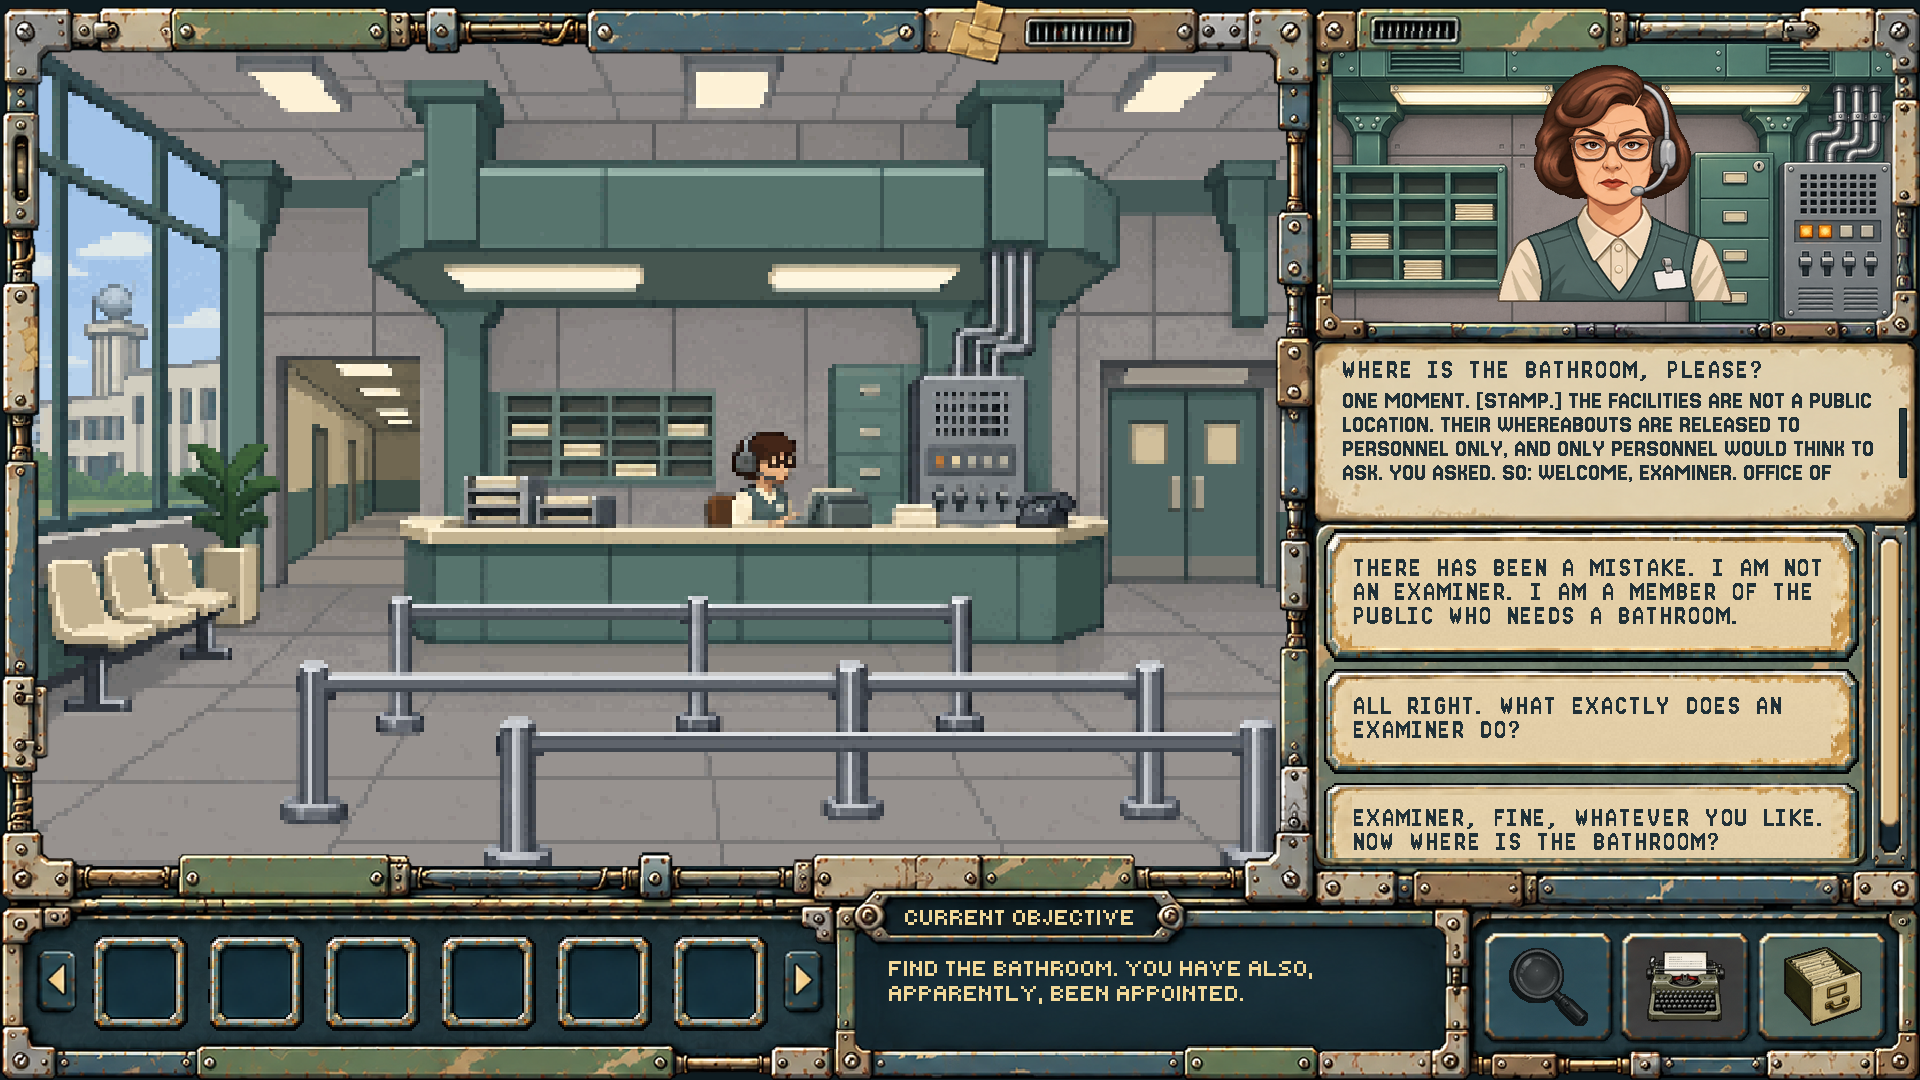 WHERE IS THE BATHROOM, PLEASE?
ONE MOMENT. [STAMP.] THE FACILITIES ARE NOT A PUBLIC
LOCATION. THEIR WHEREABOUTS ARE RELEASED TO
PERSONNEL ONLY, AND ONLY PERSONNEL WOULD THINK TO
ASK. YOU ASKED. SO: WELCOME, EXAMINER. OFFICE OF
THERE HAS BEEN A MISTAKE. I AM NOT
AN EXAMINER. I AM A MEMBER OF THE
PUBLIC WHO NEEDS A BATHROOM.
ALL RIGHT. WHAT EXACTLY DOES AN
EXAMINER DO?
EXAMINER, FINE, WHATEVER YOU LIKE.
NOW WHERE IS THE BATHROOM?
CURRENT OBJECTIVE
FIND THE BATHROOM. YOU HAVE ALSO,
APPARENTLY, BEEN APPOINTED.